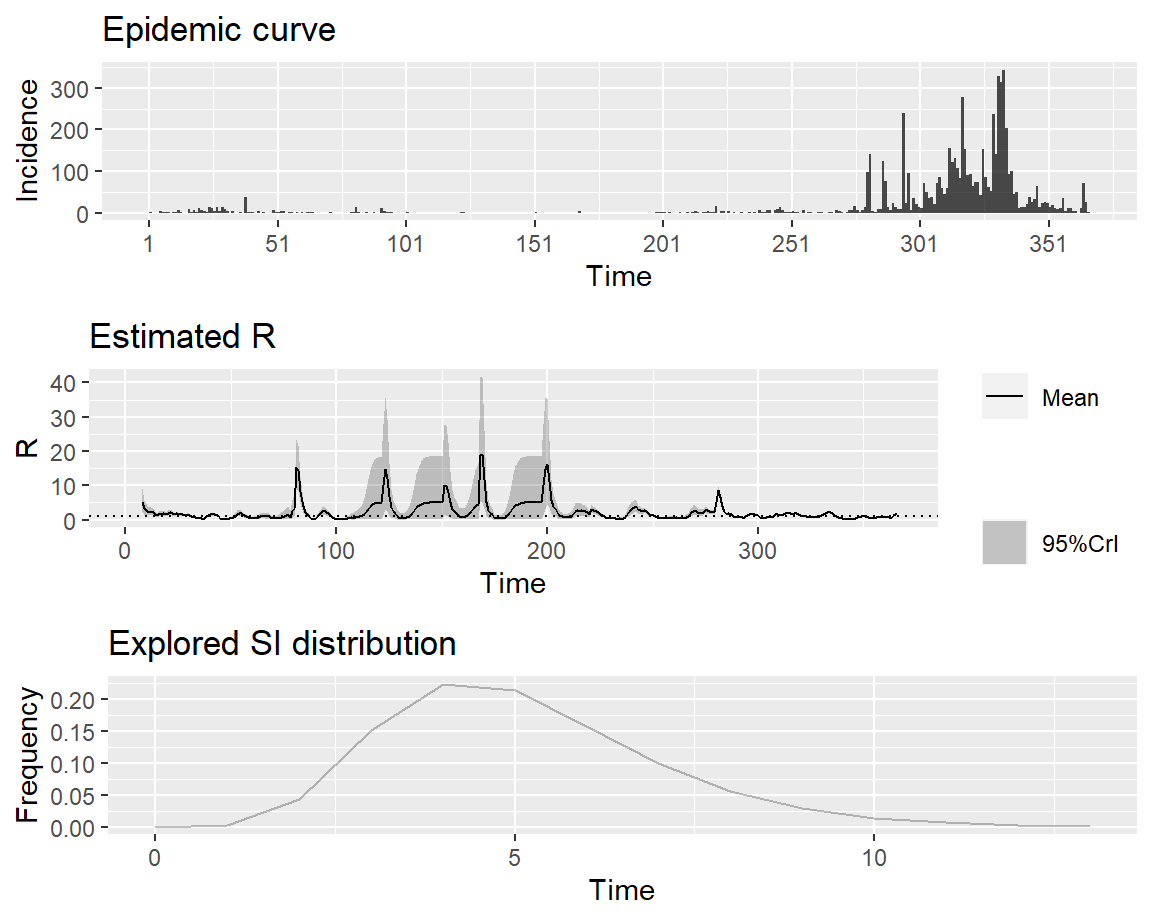 Epidemic curve
Incidence
300
200
100
0
1 51 101 151 201 251 301 351
Time
Estimated R
R
40
30
20
10
0
0 100 200 300
Time
Mean
95%CrI
Explored SI distribution
Frequency
0.20
0.15
0.10
0.05
0.00
0 5 10
Time